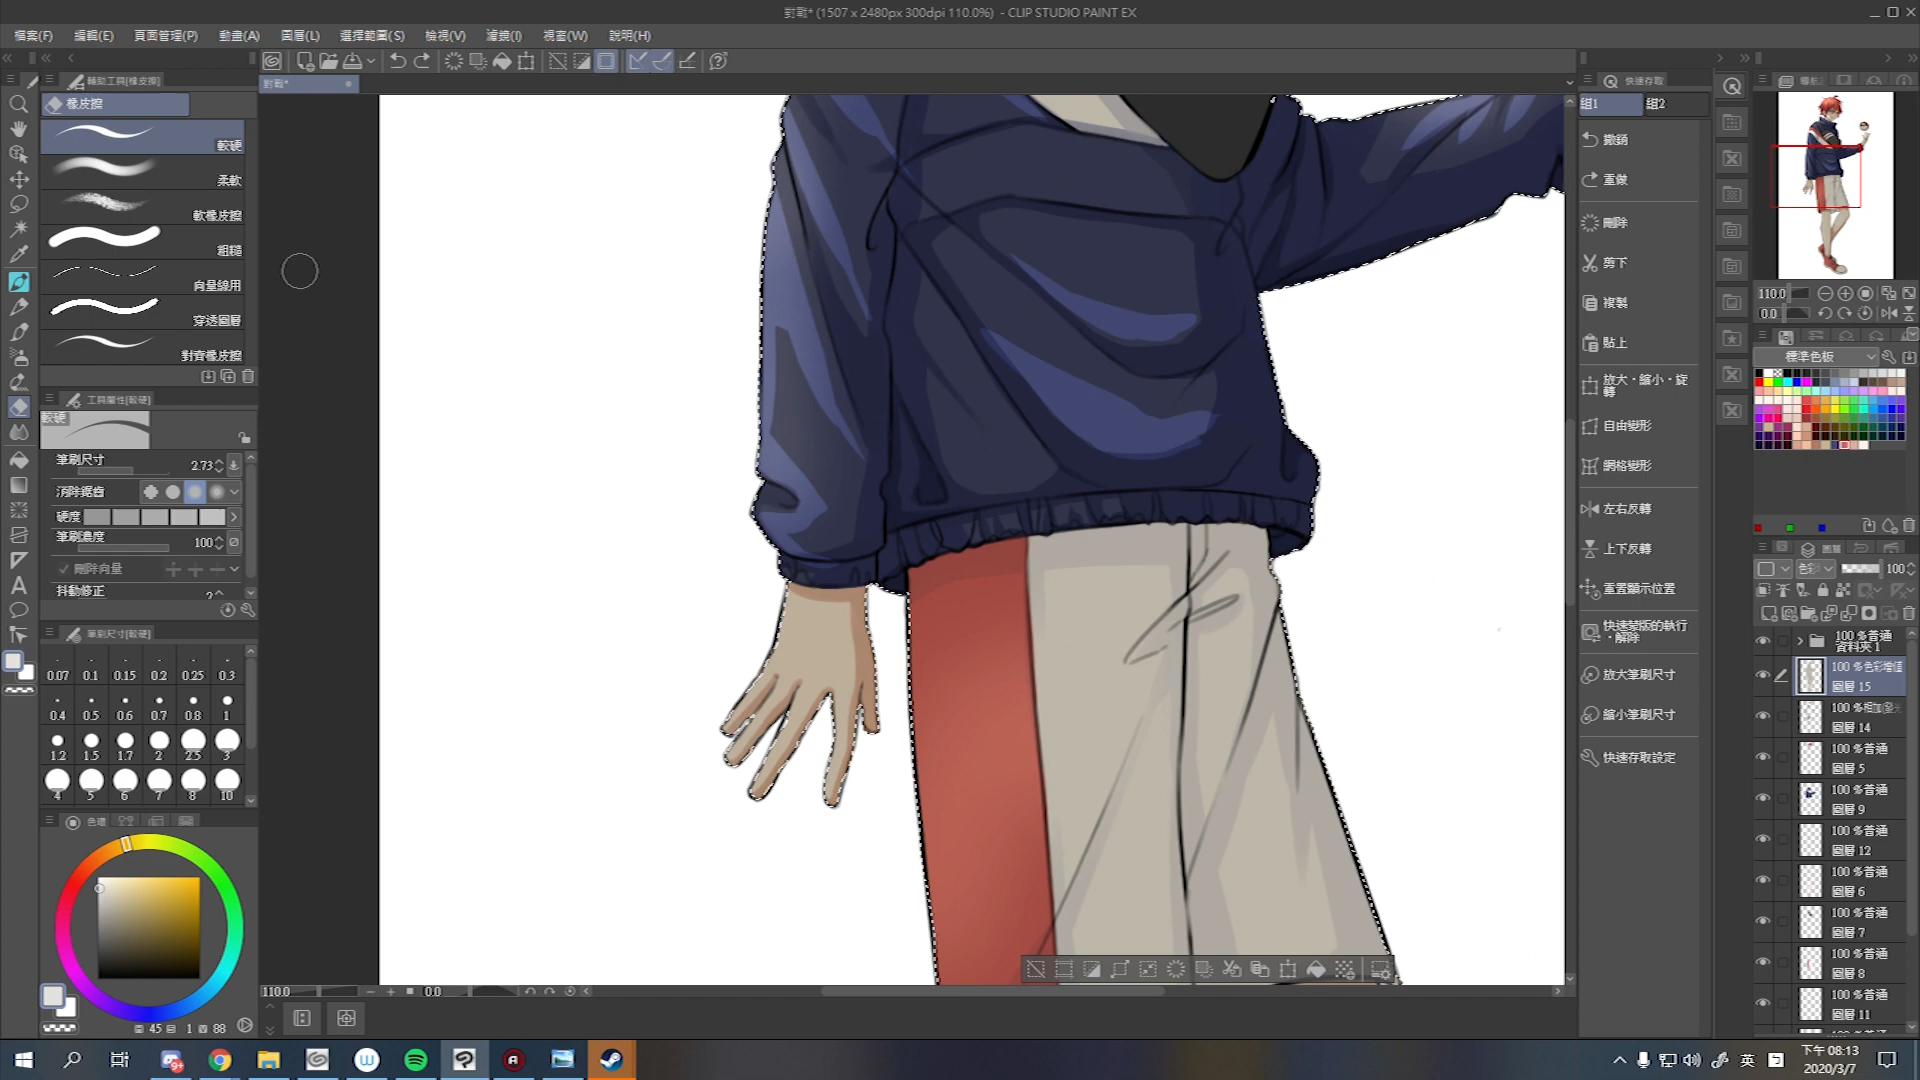 對戰* (1507 x 2480px 300dpi 110.0%) - CLIP STUDIO PAINT EX
檔案(F) 編輯(E) 頁面管理(P) 動畫(A) 圖層(L) 選擇範圍(S) 檢視(V) 濾鏡(I) 視窗(W) 說明(H)
輔助工具[橡皮擦]
橡皮擦
較硬
柔軟
軟橡皮擦
粗糙
向量線用
穿透圖層
對齊橡皮擦
工具屬性[較硬]
較硬
筆刷尺寸 2.73
消除鋸齒
硬度
筆刷濃度 100
刪除向量
抖動修正
筆刷尺寸[較硬]
0.07 0.1 0.15 0.2 0.25 0.3
0.4 0.5 0.6 0.7 0.8 1
1.2 1.5 1.7 2 2.5 3
4 5 6 7 8 10
色環
45 1 88
對戰*
110.0 0.0
快速存取
組1 組2
撤銷
重做
刪除
剪下
複製
貼上
放大・縮小・旋轉
自由變形
網格變形
左右反轉
上下反轉
重置顯示位置
快速蒙版的執行・解除
放大筆刷尺寸
縮小筆刷尺寸
快速存取設定
110.0
0.0
標準色板
圖層
100
100 %普通
資料夾 1
100 %色彩增值
圖層 15
圖層 14
100 %普通
圖層 5
100 %普通
圖層 9
100 %普通
圖層 12
100 %普通
圖層 6
100 %普通
圖層 7
100 %普通
圖層 8
100 %普通
圖層 11
英
下午 08:13
2020/3/7